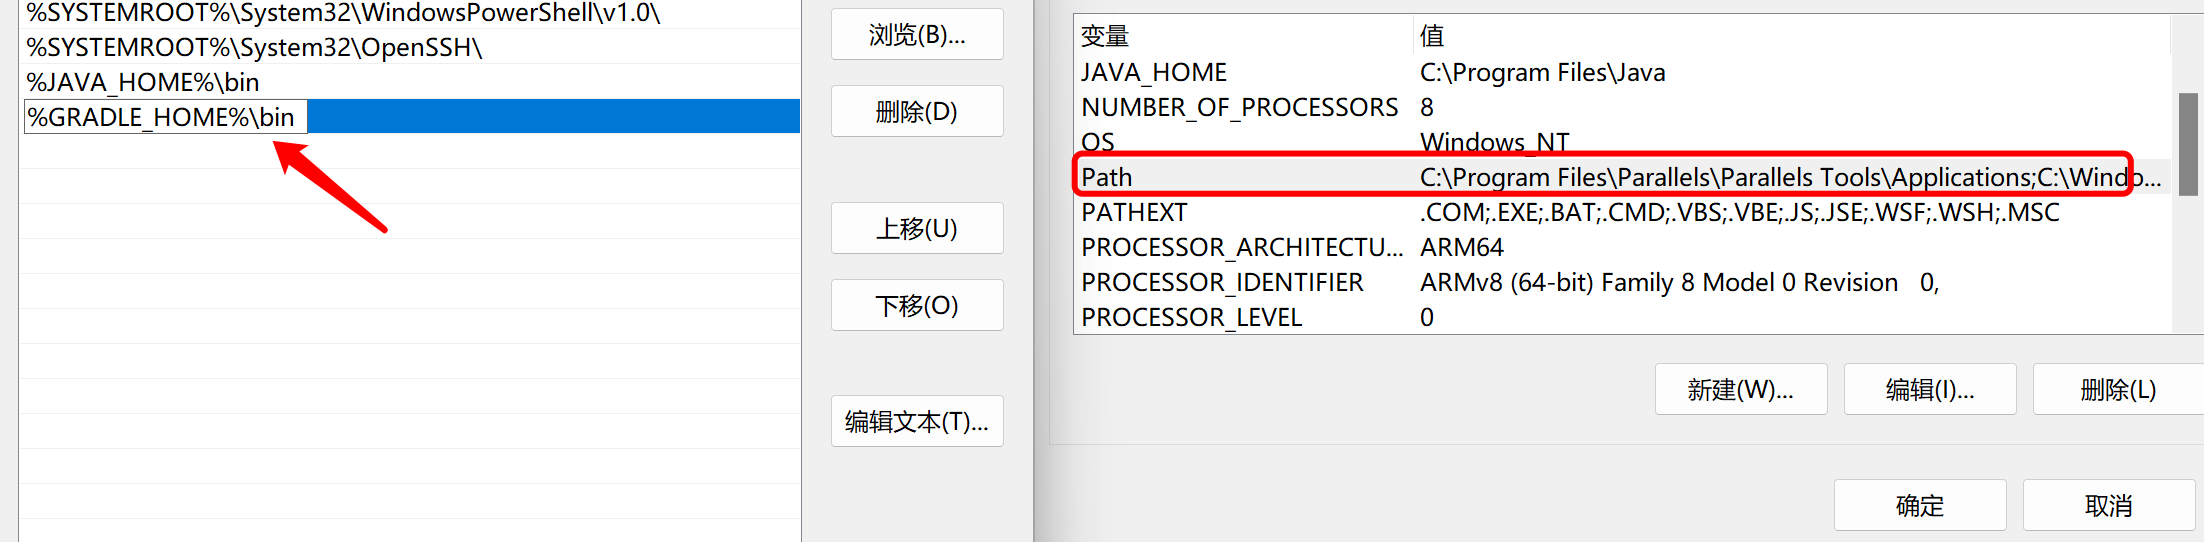 %SYSTEMROOT%\System32\WindowsPowerShell\v1.0\
%SYSTEMROOT%\System32\OpenSSH\
%JAVA_HOME%\bin
%GRADLE_HOME%\bin
浏览(B)...
删除(D)
上移(U)
下移(O)
编辑文本(T)...
变量 值
JAVA_HOME C:\Program Files\Java
NUMBER_OF_PROCESSORS 8
OS Windows_NT
Path C:\Program Files\Parallels\Parallels Tools\Applications;C:\Windo...
PATHEXT .COM;.EXE;.BAT;.CMD;.VBS;.VBE;.JS;.JSE;.WSF;.WSH;.MSC
PROCESSOR_ARCHITECTU... ARM64
PROCESSOR_IDENTIFIER ARMv8 (64-bit) Family 8 Model 0 Revision   0,
PROCESSOR_LEVEL 0
新建(W)... 编辑(I)... 删除(L)
确定 取消